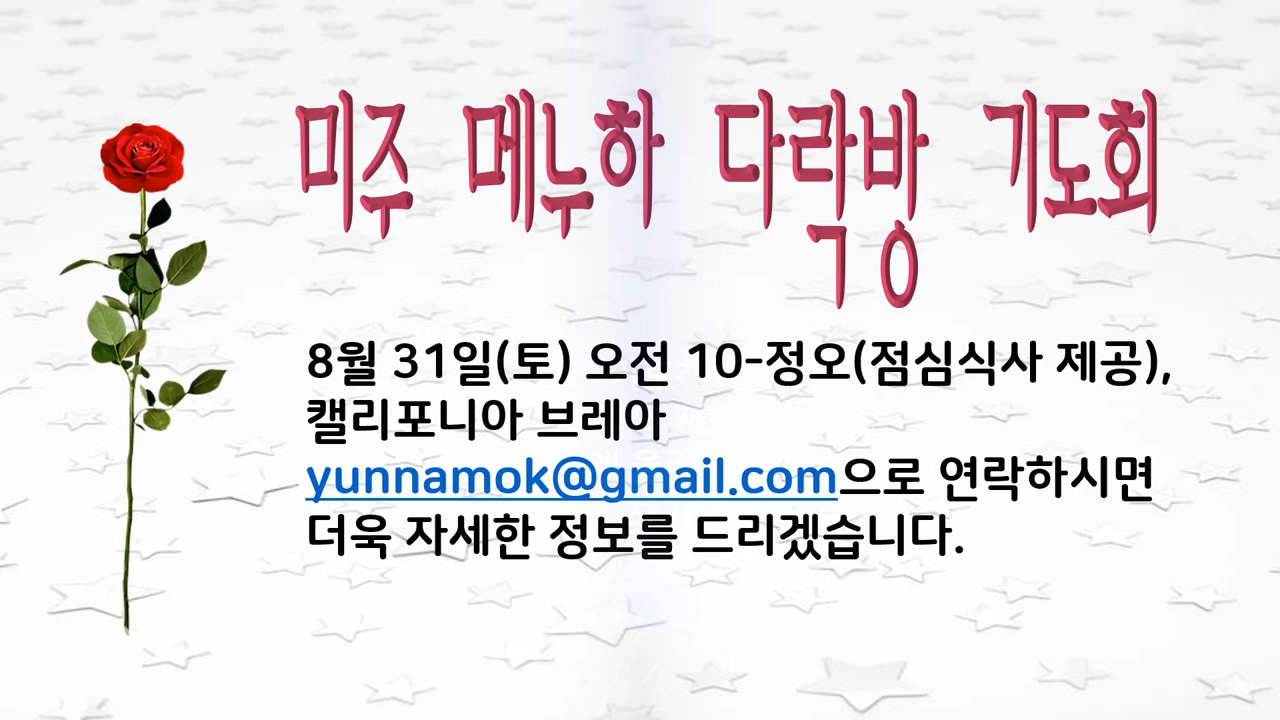 미주 메누하 다락방 기도회
8월 31일(토) 오전 10-정오(점심식사 제공),
캘리포니아 브레아
yunnamok@gmail.com으로 연락하시면
더욱 자세한 정보를 드리겠습니다.